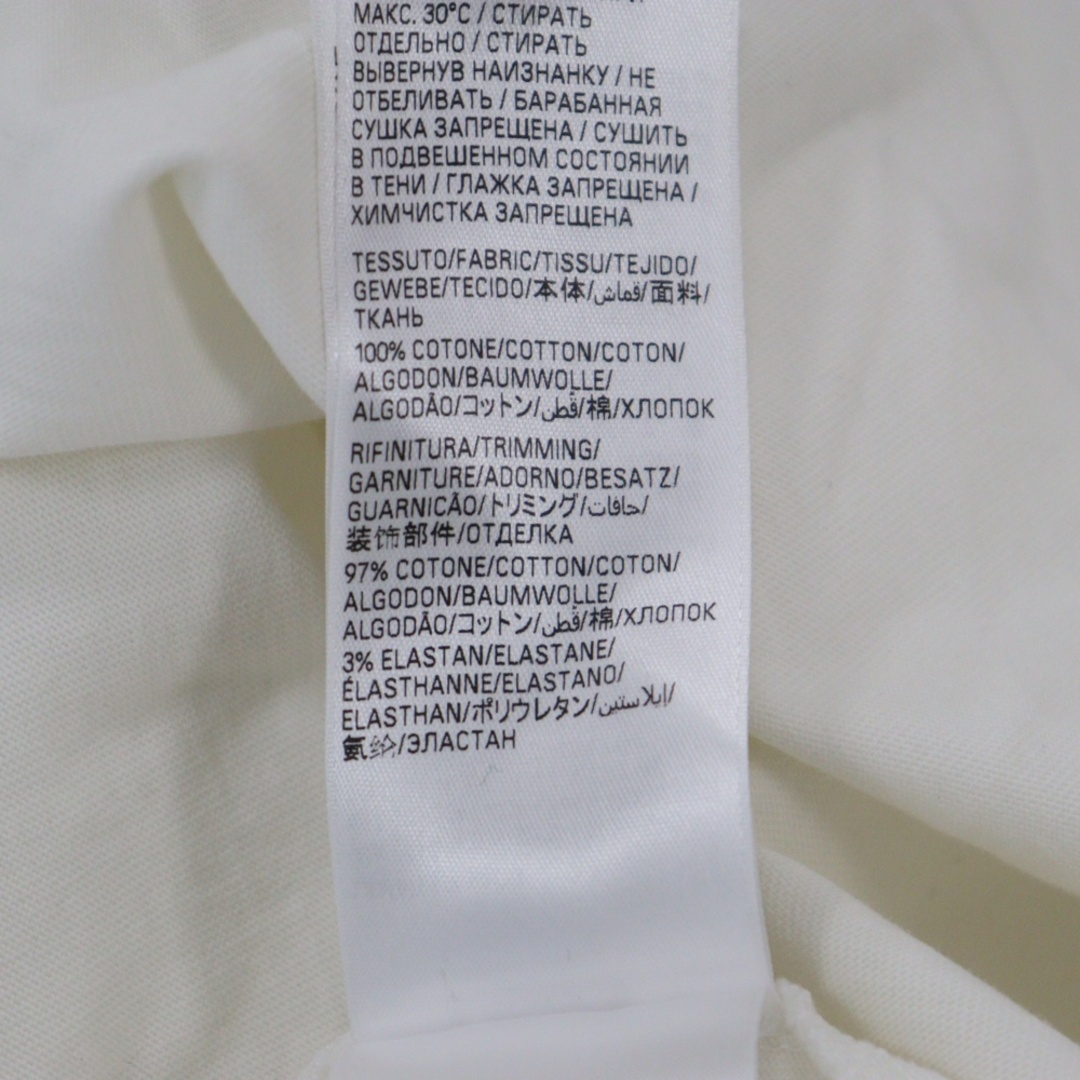 МАКС. 30°C / СТИРАТЬ
ОТДЕЛЬНО / СТИРАТЬ
ВЫВЕРНУВ НАИЗНАНКУ / НЕ
ОТБЕЛИВАТЬ / БАРАБАННАЯ
СУШКА ЗАПРЕЩЕНА / СУШИТЬ
В ПОДВЕШЕННОМ СОСТОЯНИИ
В ТЕНИ / ГЛАЖКА ЗАПРЕЩЕНА /
ХИМЧИСТКА ЗАПРЕЩЕНА
TESSUTO/FABRIC/TISSU/TEJIDO/
GEWEBE/TECIDO/本体/قماش/面料/
ТКАНЬ
100% COTONE/COTTON/COTON/
ALGODON/BAUMWOLLE/
ALGODÃO/コットン/قُطن/棉/ХЛОПОК
RIFINITURA/TRIMMING/
GARNITURE/ADORNO/BESATZ/
GUARNICÃO/トリミング/حافات/
装饰部件/ОТДЕЛКА
97% COTONE/COTTON/COTON/
ALGODON/BAUMWOLLE/
ALGODÃO/コットン/قُطن/棉/ХЛОПОК
3% ELASTAN/ELASTANE/
ÉLASTHANNE/ELASTANO/
ELASTHAN/ポリウレタン/إيلاستين/
氨纶/ЭЛАСТАН